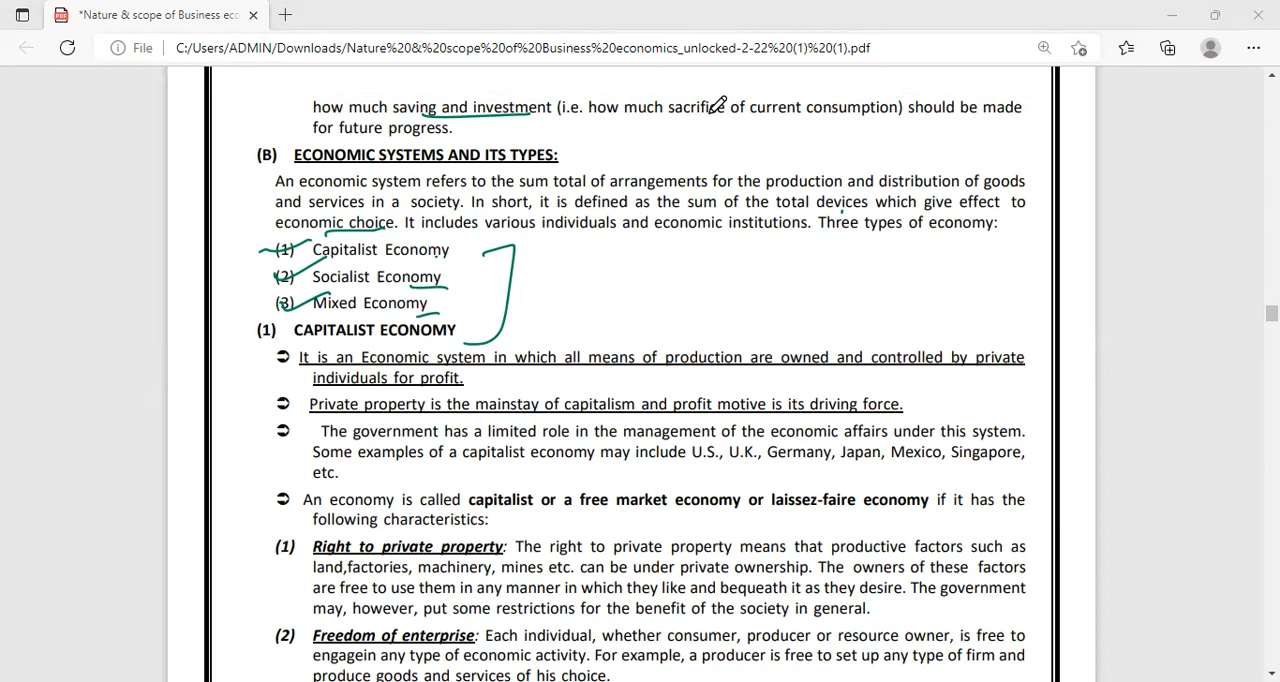 *Nature & scope of Business eco
File
C:/Users/ADMIN/Downloads/Nature%20&%20scope%20of%20Business%20economics_unlocked-2-22%20(1)%20(1).pdf
how much saving and investment (i.e. how much sacrifice of current consumption) should be made
for future progress.
(B) ECONOMIC SYSTEMS AND ITS TYPES:
An economic system refers to the sum total of arrangements for the production and distribution of goods
and services in a society. In short, it is defined as the sum of the total devices which give effect to
economic choice. It includes various individuals and economic institutions. Three types of economy:
(1) Capitalist Economy
(2) Socialist Economy
(3) Mixed Economy
(1) CAPITALIST ECONOMY
➲ It is an Economic system in which all means of production are owned and controlled by private
individuals for profit.
➲ Private property is the mainstay of capitalism and profit motive is its driving force.
➲ The government has a limited role in the management of the economic affairs under this system.
Some examples of a capitalist economy may include U.S., U.K., Germany, Japan, Mexico, Singapore,
etc.
➲ An economy is called capitalist or a free market economy or laissez-faire economy if it has the
following characteristics:
(1) Right to private property: The right to private property means that productive factors such as
land,factories, machinery, mines etc. can be under private ownership. The owners of these factors
are free to use them in any manner in which they like and bequeath it as they desire. The government
may, however, put some restrictions for the benefit of the society in general.
(2) Freedom of enterprise: Each individual, whether consumer, producer or resource owner, is free to
engagein any type of economic activity. For example, a producer is free to set up any type of firm and
produce goods and services of his choice.